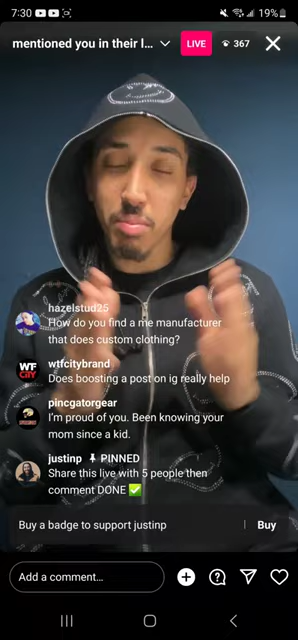 7:30
19%
mentioned you in their l...
LIVE
367
hazelstud25
How do you find a me manufacturer
that does custom clothing?
WF
CITY
wtfcitybrand
Does boosting a post on ig really help
pincgatorgear
I'm proud of you. Been knowing your
mom since a kid.
justinp PINNED
Share this live with 5 people then
comment DONE ✅
Buy a badge to support justinp
Buy
Add a comment...